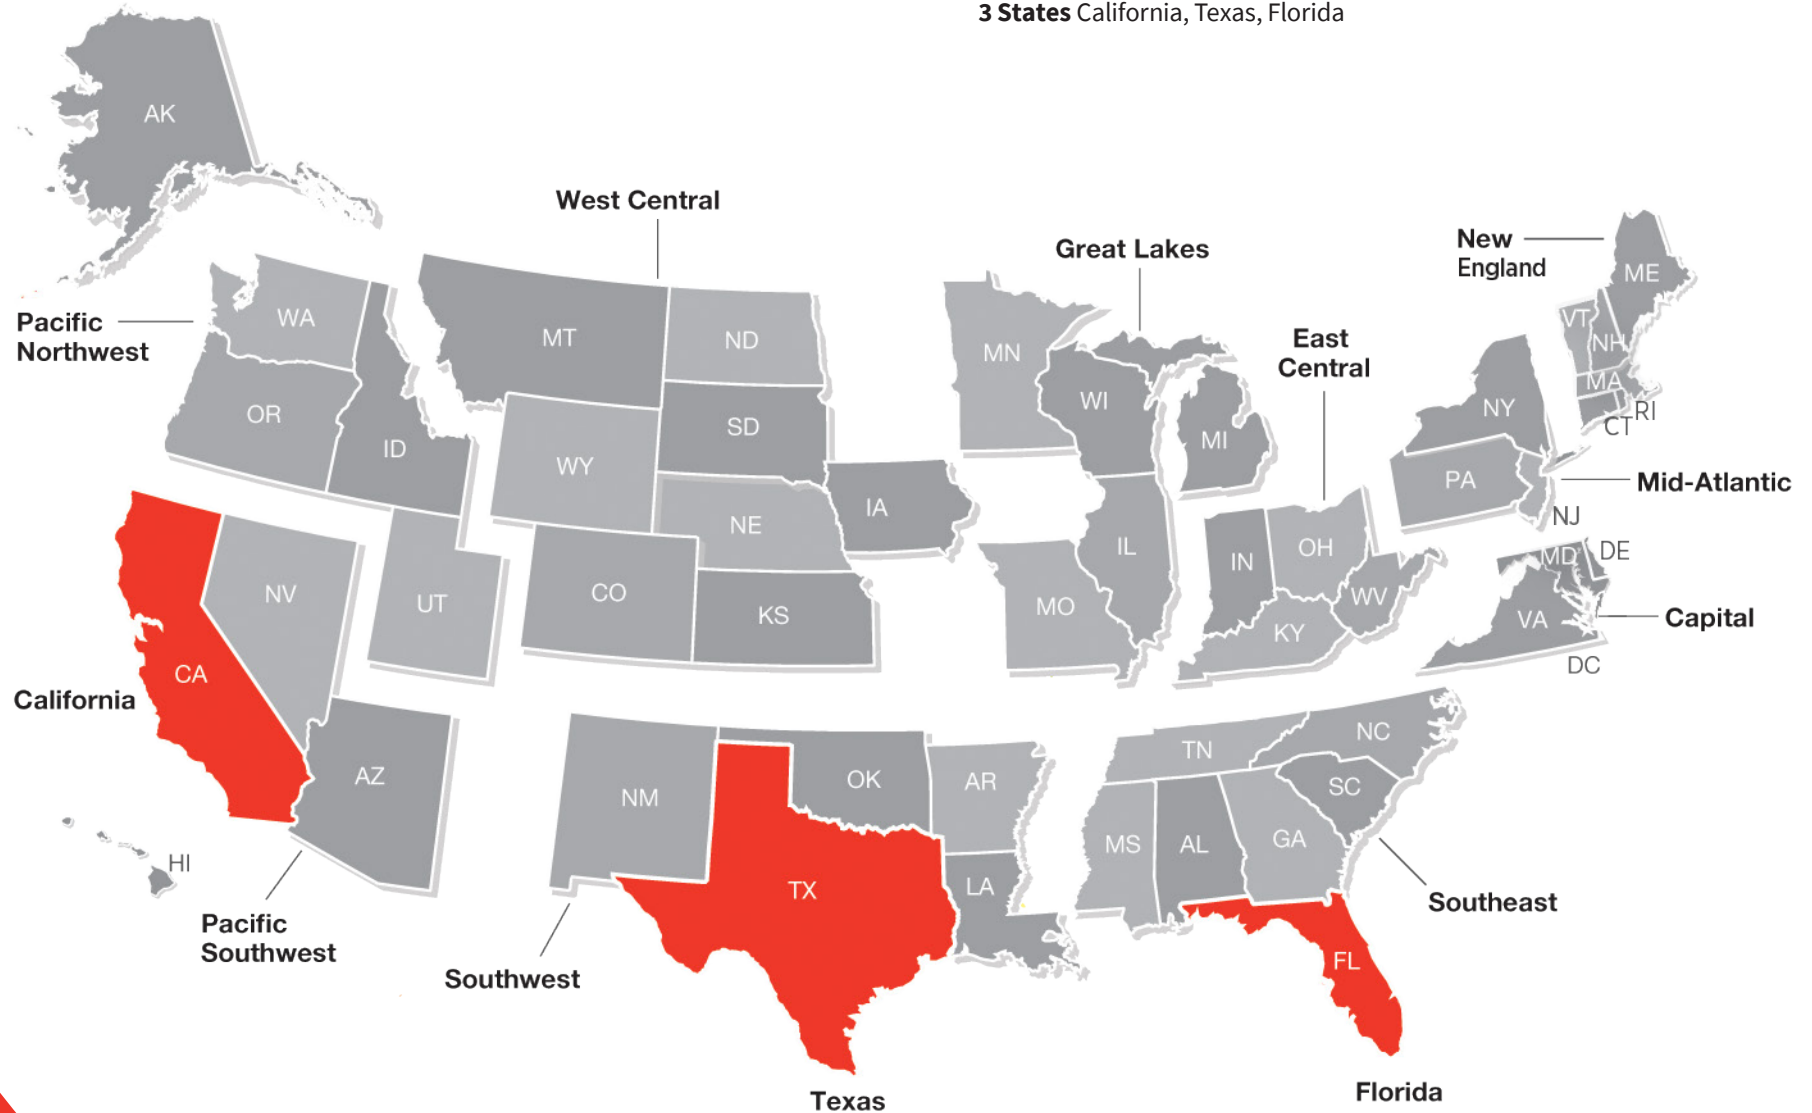 3 States California, Texas, Florida
AK
West Central
Great Lakes
New
England
ME
Pacific
Northwest
WA
MT
ND
MN
East
Central
VT
NH
MA
RI
CT
OR
ID
WY
SD
WI
MI
NY
PA
Mid-Atlantic
NJ
IA
NE
IL
IN
OH
MD
DE
NV
UT
CO
KS
MO
KY
WV
VA
Capital
DC
CA
California
AZ
NM
OK
AR
TN
NC
SC
MS
AL
GA
HI
TX
LA
Southeast
Pacific
Southwest
Southwest
FL
Texas
Florida